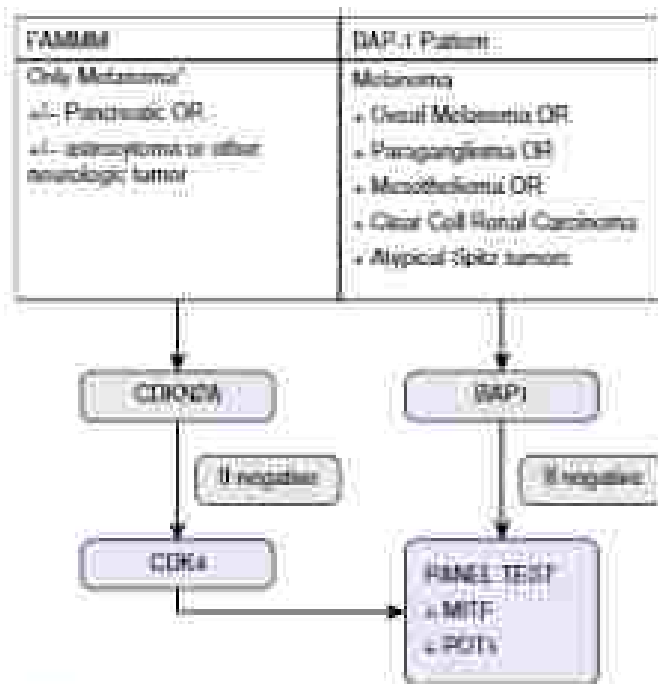 FAMMM
Only Melanoma*
+/– Pancreatic OR
+/– astrocytoma or other
neurologic tumor
BAP-1 Pattern
Melanoma
+ Uveal Melanoma OR
+ Paraganglioma OR
+ Mesothelioma OR
+ Clear Cell Renal Carcinoma
+ Atypical Spitz tumors
CDKN2A
BAP1
If negative
If negative
CDK4
PANEL TEST
+ MITF
+ POT1